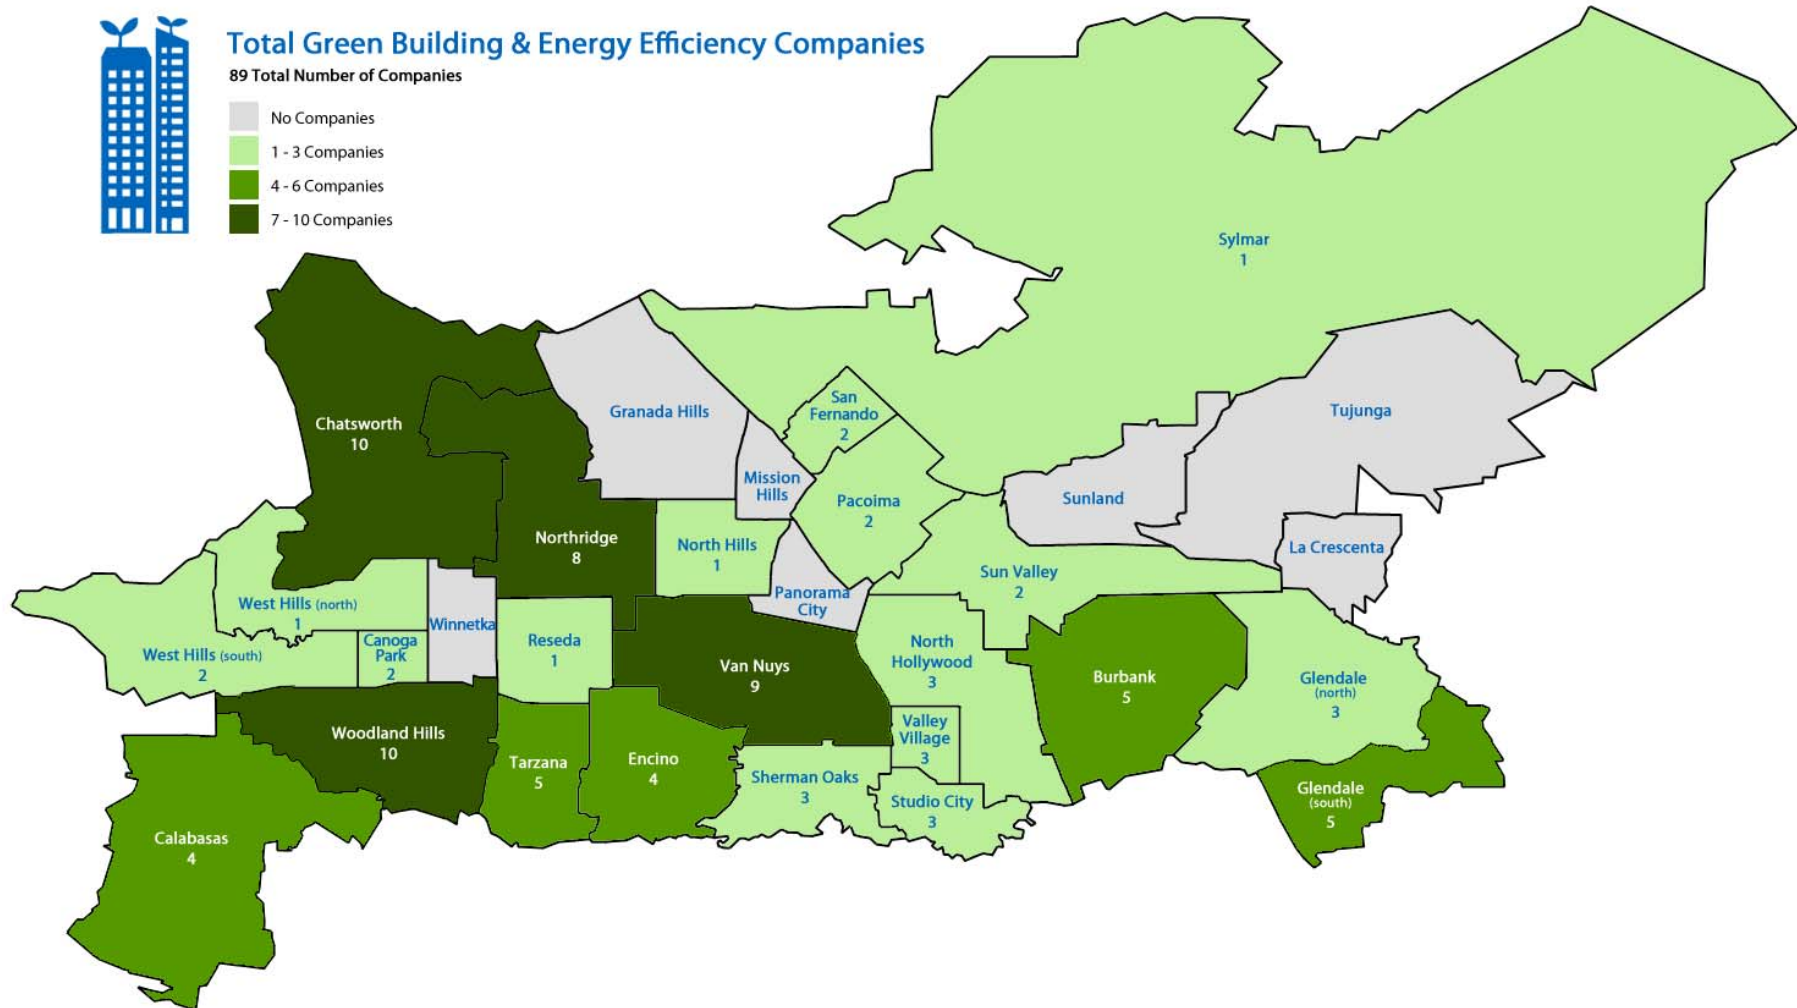 Total Green Building & Energy Efficiency Companies
89 Total Number of Companies
No Companies
1 - 3 Companies
4 - 6 Companies
7 - 10 Companies
Sylmar
1
Chatsworth
10
Granada Hills
San
Fernando
2
Tujunga
Mission
Hills
Pacoima
2
Sunland
Northridge
8
North Hills
1
La Crescenta
Panorama
City
Sun Valley
2
West Hills (north)
1
Winnetka
West Hills (south)
2
Canoga
Park
2
Reseda
1
Van Nuys
9
North
Hollywood
3
Burbank
5
Glendale
(north)
3
Woodland Hills
10
Tarzana
5
Encino
4
Valley
Village
3
Sherman Oaks
3
Studio City
3
Glendale
(south)
5
Calabasas
4